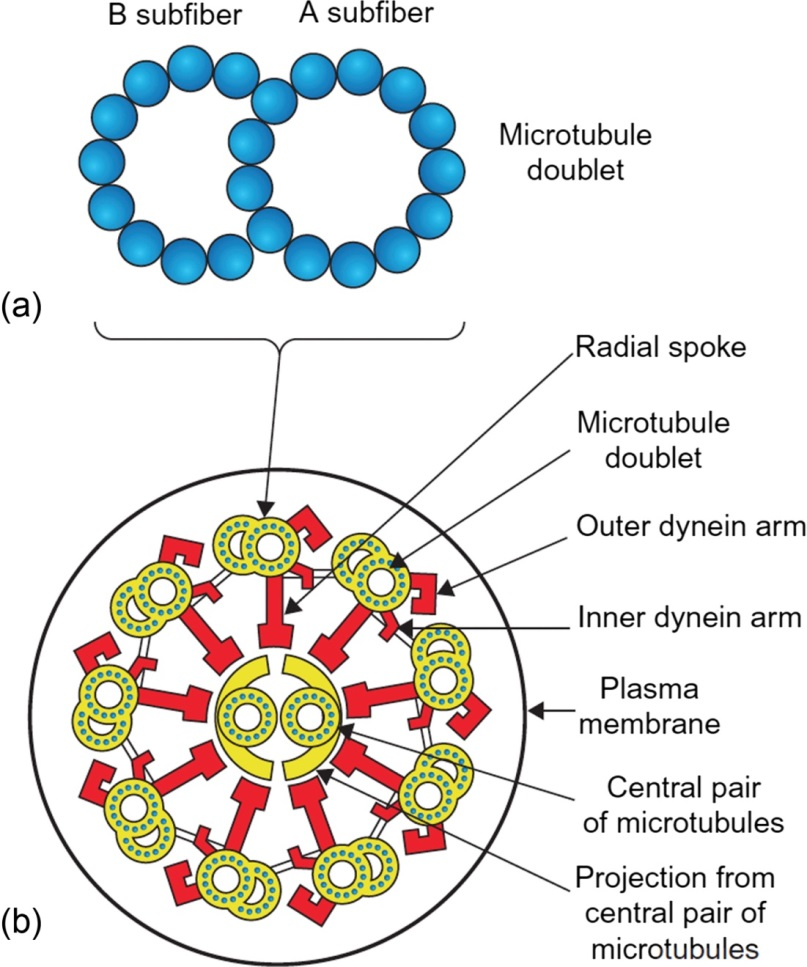 B subfiber
A subfiber
Microtubule
doublet
(a)
Radial spoke
Microtubule
doublet
Outer dynein arm
Inner dynein arm
Plasma
membrane
Central pair
of microtubules
Projection from
central pair of
microtubules
(b)